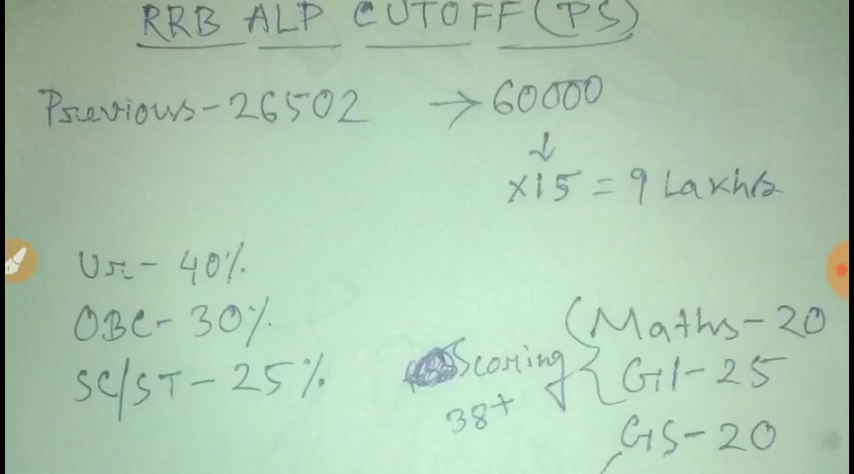 RRB ALP CUTOFF(PS)
Previous-26502 → 60000
↓
×15 = 9 Lakhs
Ur - 40%
OBC - 30%
SC/ST - 25%
Scoring
38+
Maths-20
GI-25
GS-20